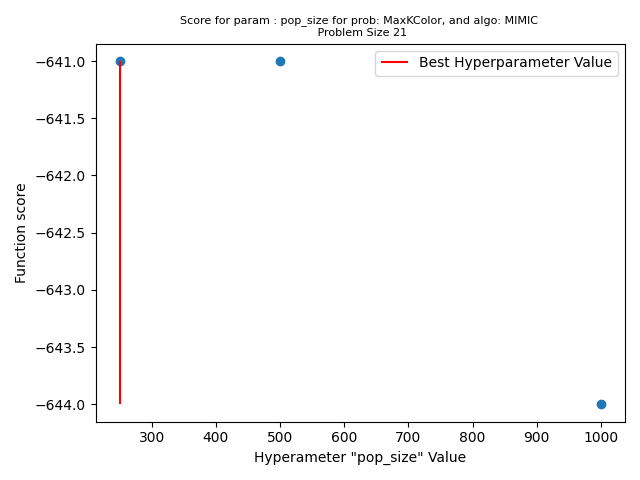 Score for param : pop_size for prob: MaxKColor, and algo: MIMIC
Problem Size 21
Best Hyperparameter Value
Function score
−641.0
−641.5
−642.0
−642.5
−643.0
−643.5
−644.0
300 400 500 600 700 800 900 1000
Hyperameter "pop_size" Value